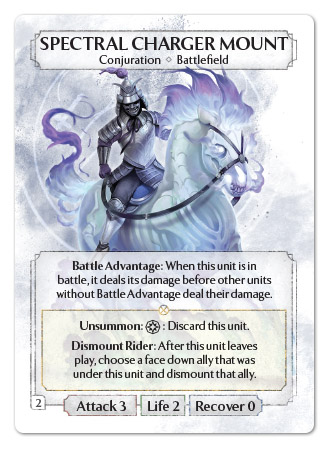 SPECTRAL CHARGER MOUNT
Conjuration ◇ Battlefield
Battle Advantage: When this unit is in
battle, it deals its damage before other units
without Battle Advantage deal their damage.
Unsummon: : Discard this unit.
Dismount Rider: After this unit leaves
play, choose a face down ally that was
under this unit and dismount that ally.
2 Attack 3 Life 2 Recover 0